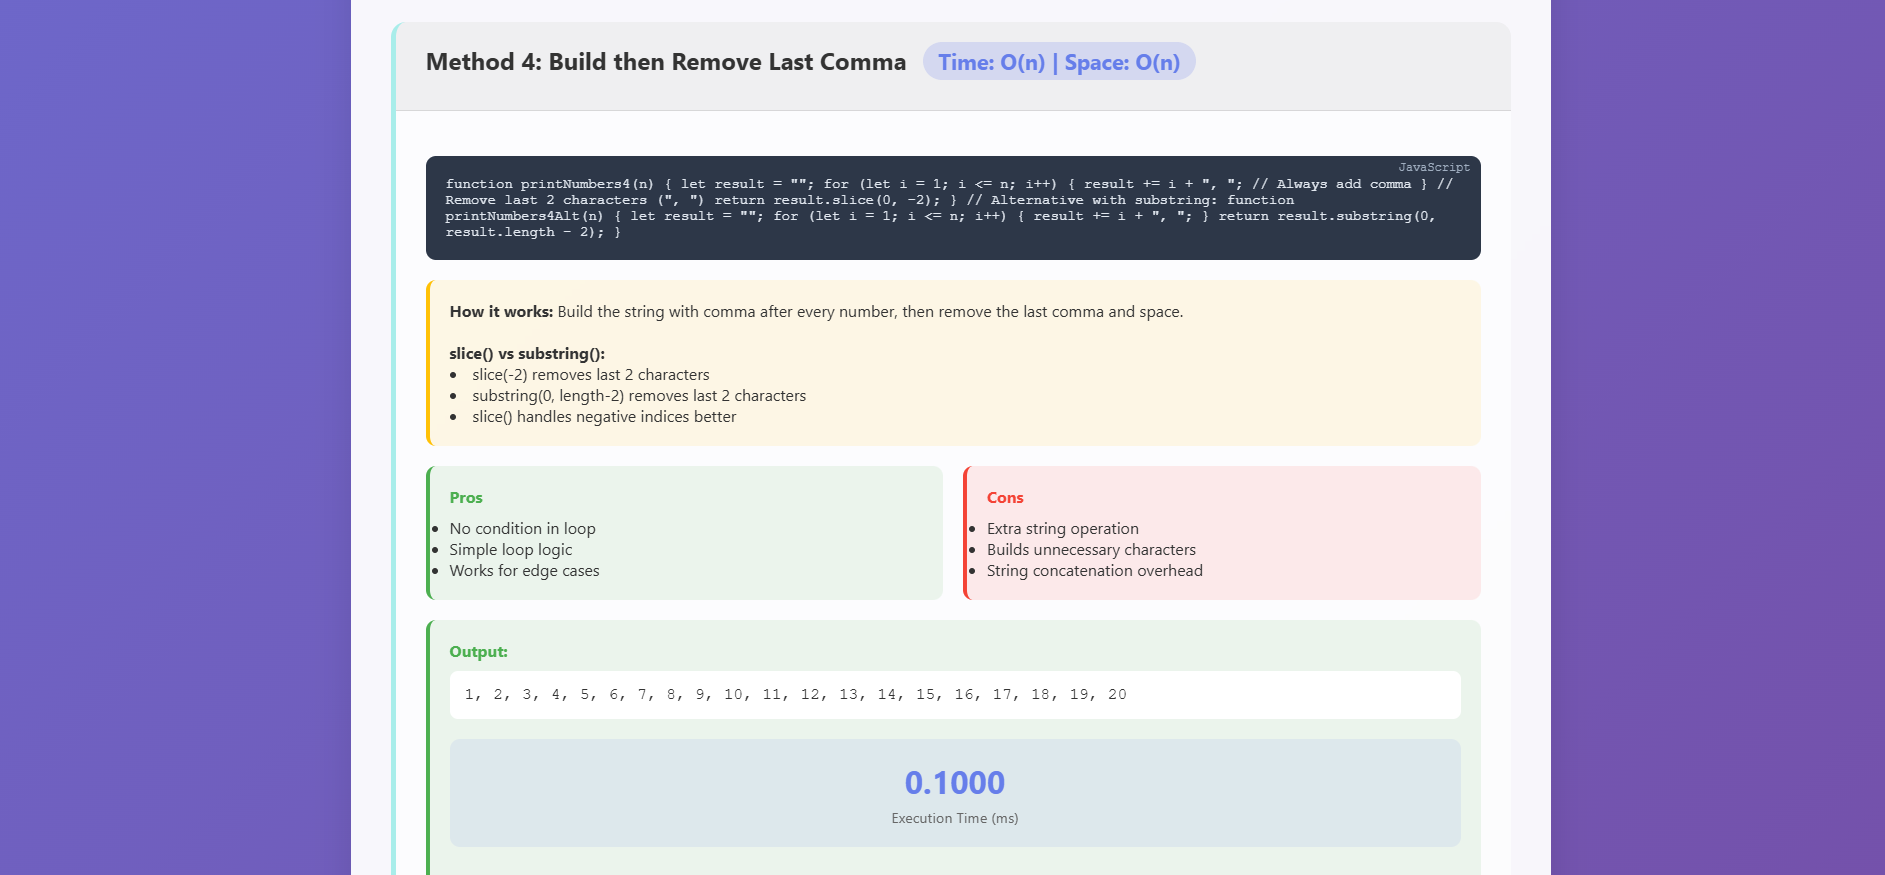 Method 4: Build then Remove Last Comma Time: O(n) | Space: O(n)
JavaScript
function printNumbers4(n) { let result = ""; for (let i = 1; i <= n; i++) { result += i + ", "; // Always add comma } //
Remove last 2 characters (", ") return result.slice(0, -2); } // Alternative with substring: function
printNumbers4Alt(n) { let result = ""; for (let i = 1; i <= n; i++) { result += i + ", "; } return result.substring(0,
result.length - 2); }
How it works: Build the string with comma after every number, then remove the last comma and space.
slice() vs substring():
• slice(-2) removes last 2 characters
• substring(0, length-2) removes last 2 characters
• slice() handles negative indices better
Pros
• No condition in loop
• Simple loop logic
• Works for edge cases
Cons
• Extra string operation
• Builds unnecessary characters
• String concatenation overhead
Output:
1, 2, 3, 4, 5, 6, 7, 8, 9, 10, 11, 12, 13, 14, 15, 16, 17, 18, 19, 20
0.1000
Execution Time (ms)